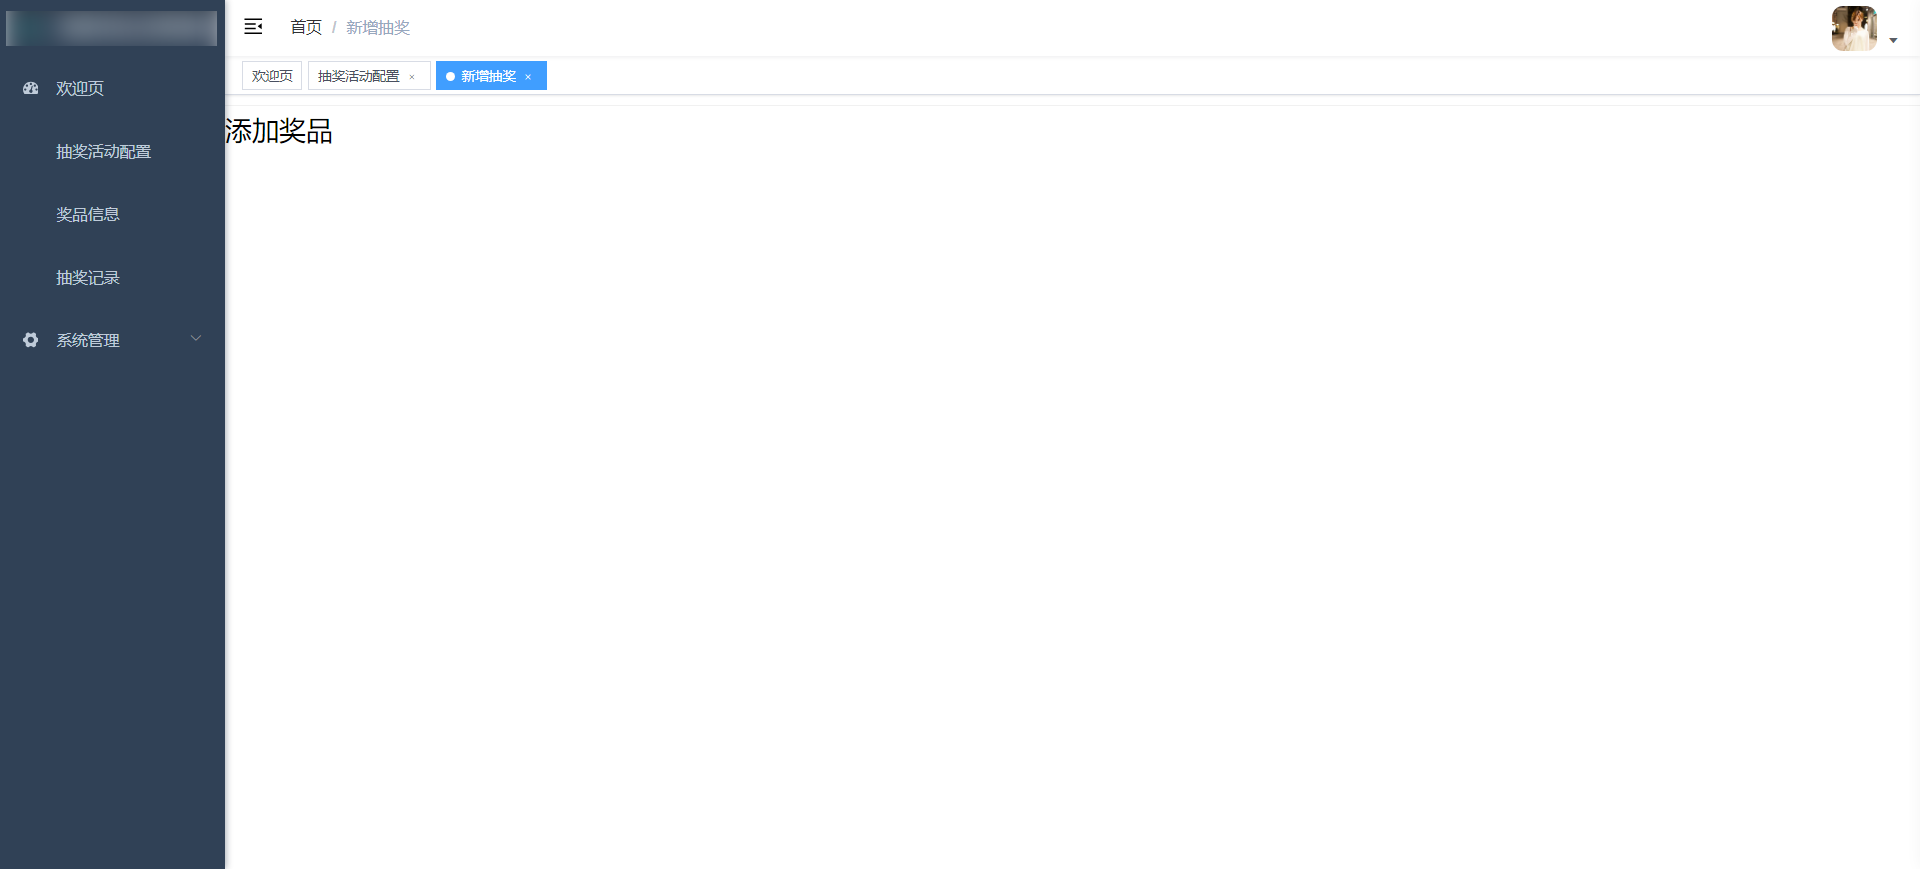 首页 / 新增抽奖
欢迎页 抽奖活动配置 × 新增抽奖 ×
欢迎页
抽奖活动配置
奖品信息
抽奖记录
系统管理
添加奖品